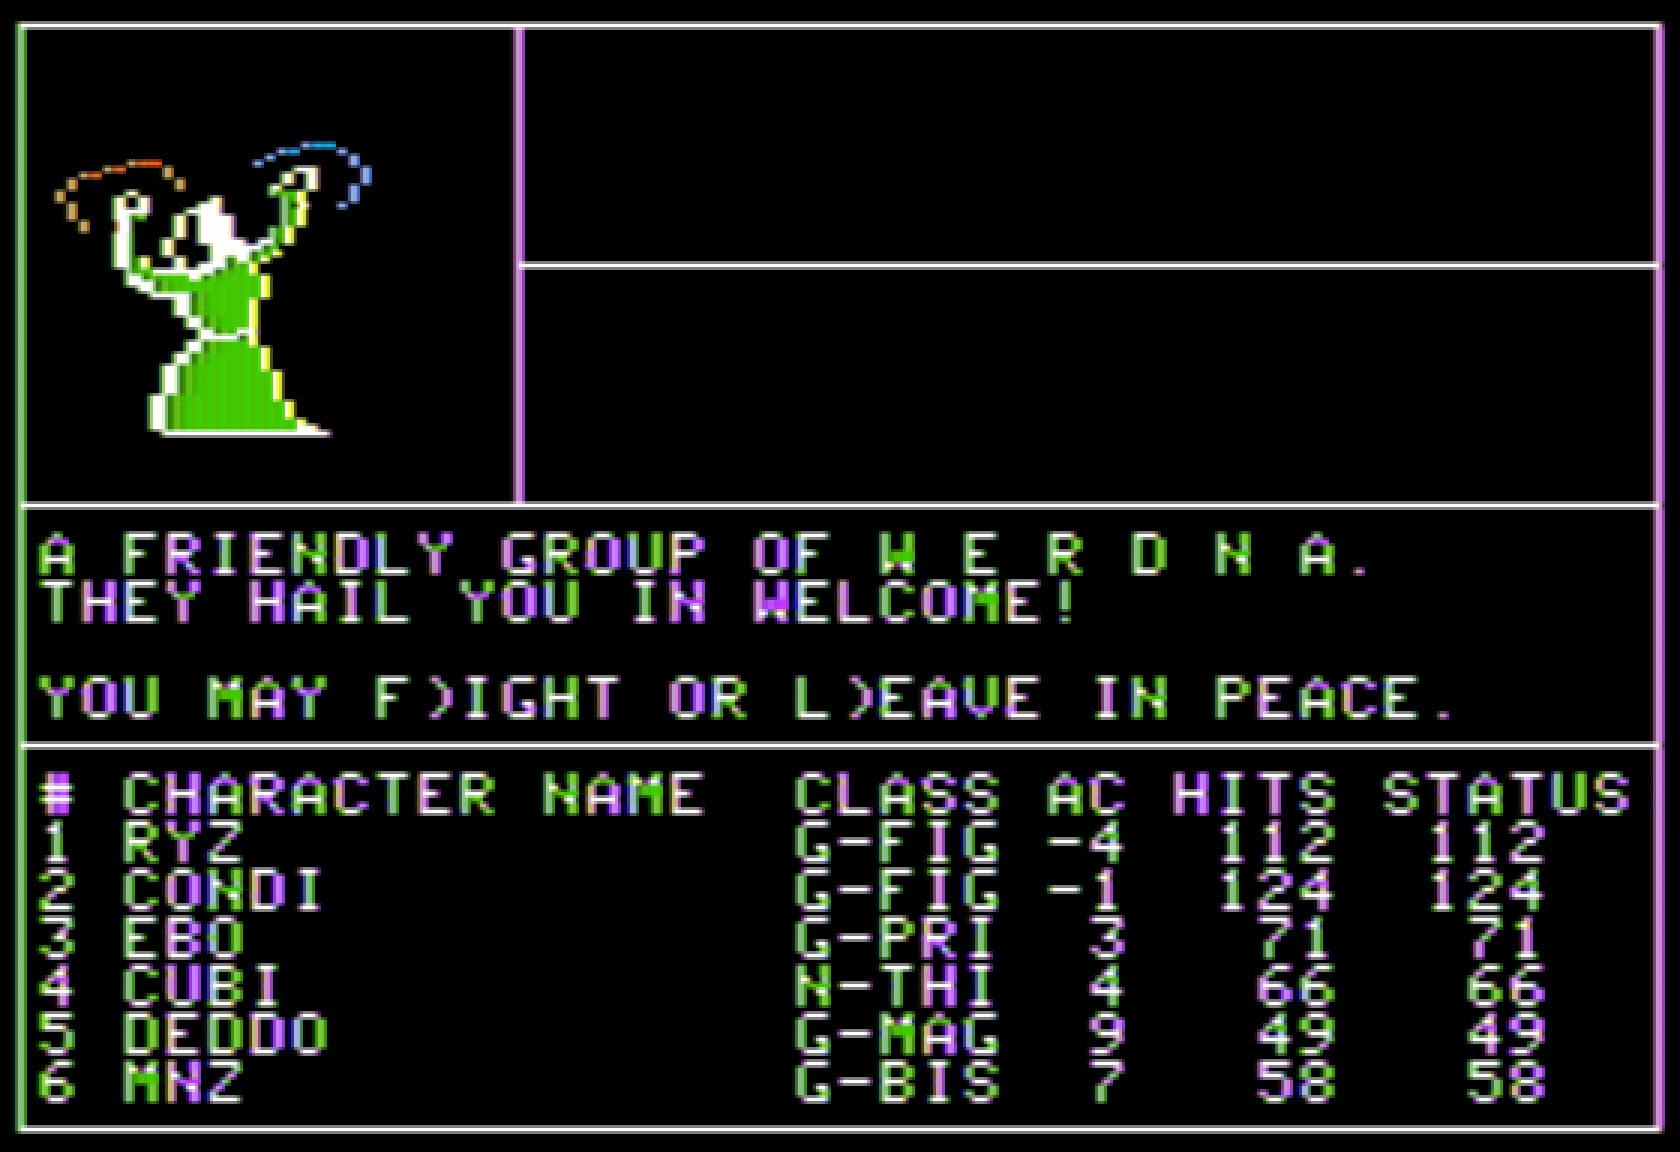 A FRIENDLY GROUP OF W E R D N A.
THEY HAIL YOU IN WELCOME!
YOU MAY F)IGHT OR L)EAVE IN PEACE.
# CHARACTER NAME CLASS AC HITS STATUS
1 RYZ G-FIG -4 112 112
2 CONDI G-FIG -1 124 124
3 EBO G-PRI 3 71 71
4 CUBI N-THI 4 66 66
5 DEDDO G-MAG 9 49 49
6 MNZ G-BIS 7 58 58